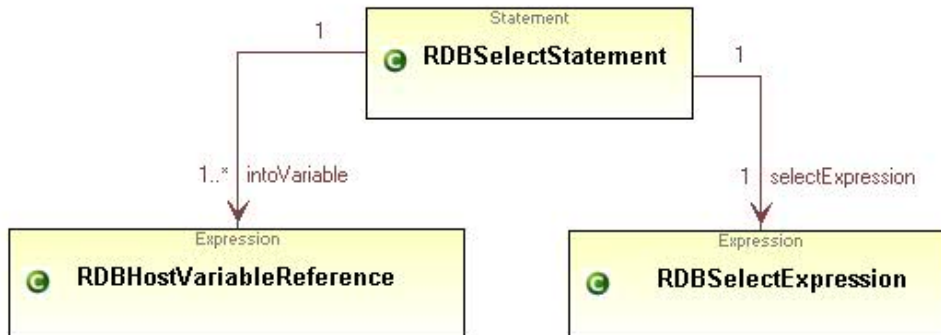 Statement
RDBSelectStatement
1
1
1..* intoVariable
1 selectExpression
Expression
RDBHostVariableReference
Expression
RDBSelectExpression